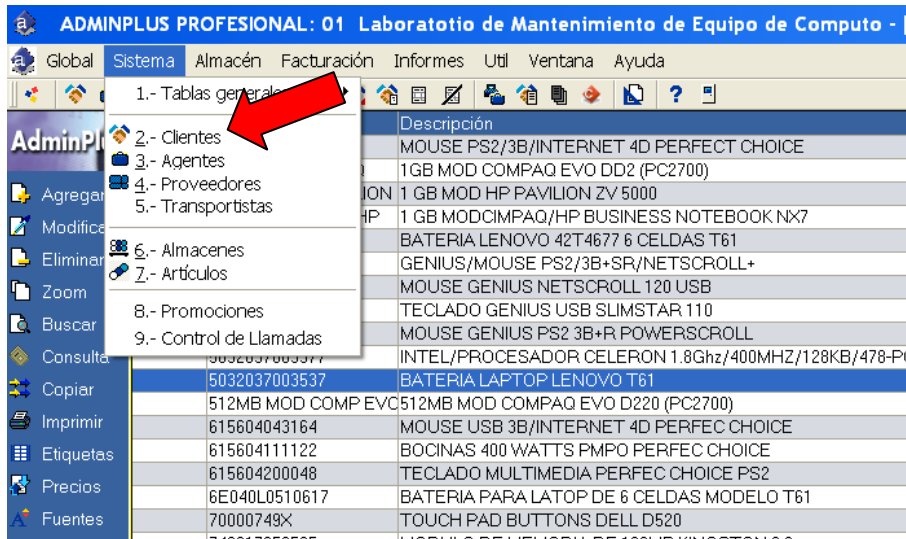 ADMINPLUS PROFESIONAL: 01 Laboratotio de Mantenimiento de Equipo de Computo -
Global Sistema Almacén Facturación Informes Util Ventana Ayuda
1.- Tablas generales
2.- Clientes
3.- Agentes
4.- Proveedores
5.- Transportistas
6.- Almacenes
7.- Artículos
8.- Promociones
9.- Control de Llamadas
Agregar
Modifica
Eliminar
Zoom
Buscar
Consulta
Copiar
Imprimir
Etiquetas
Precios
Fuentes
Descripción
MOUSE PS2/3B/INTERNET 4D PERFECT CHOICE
1GB MOD COMPAQ EVO DD2 (PC2700)
ION 1 GB MOD HP PAVILION ZV 5000
HP 1 GB MODCIMPAQ/HP BUSINESS NOTEBOOK NX7
BATERIA LENOVO 42T4677 6 CELDAS T61
GENIUS/MOUSE PS2/3B+SR/NETSCROLL+
MOUSE GENIUS NETSCROLL 120 USB
TECLADO GENIUS USB SLIMSTAR 110
MOUSE GENIUS PS2 3B+R POWERSCROLL
INTEL/PROCESADOR CELERON 1.8Ghz/400MHZ/128KB/478-P
5032037003537 BATERIA LAPTOP LENOVO T61
512MB MOD COMP EVO 512MB MOD COMPAQ EVO D220 (PC2700)
615604043164 MOUSE USB 3B/INTERNET 4D PERFEC CHOICE
615604111122 BOCINAS 400 WATTS PMPO PERFEC CHOICE
615604200048 TECLADO MULTIMEDIA PERFEC CHOICE PS2
6E040L0510617 BATERIA PARA LATOP DE 6 CELDAS MODELO T61
70000749X TOUCH PAD BUTTONS DELL D520